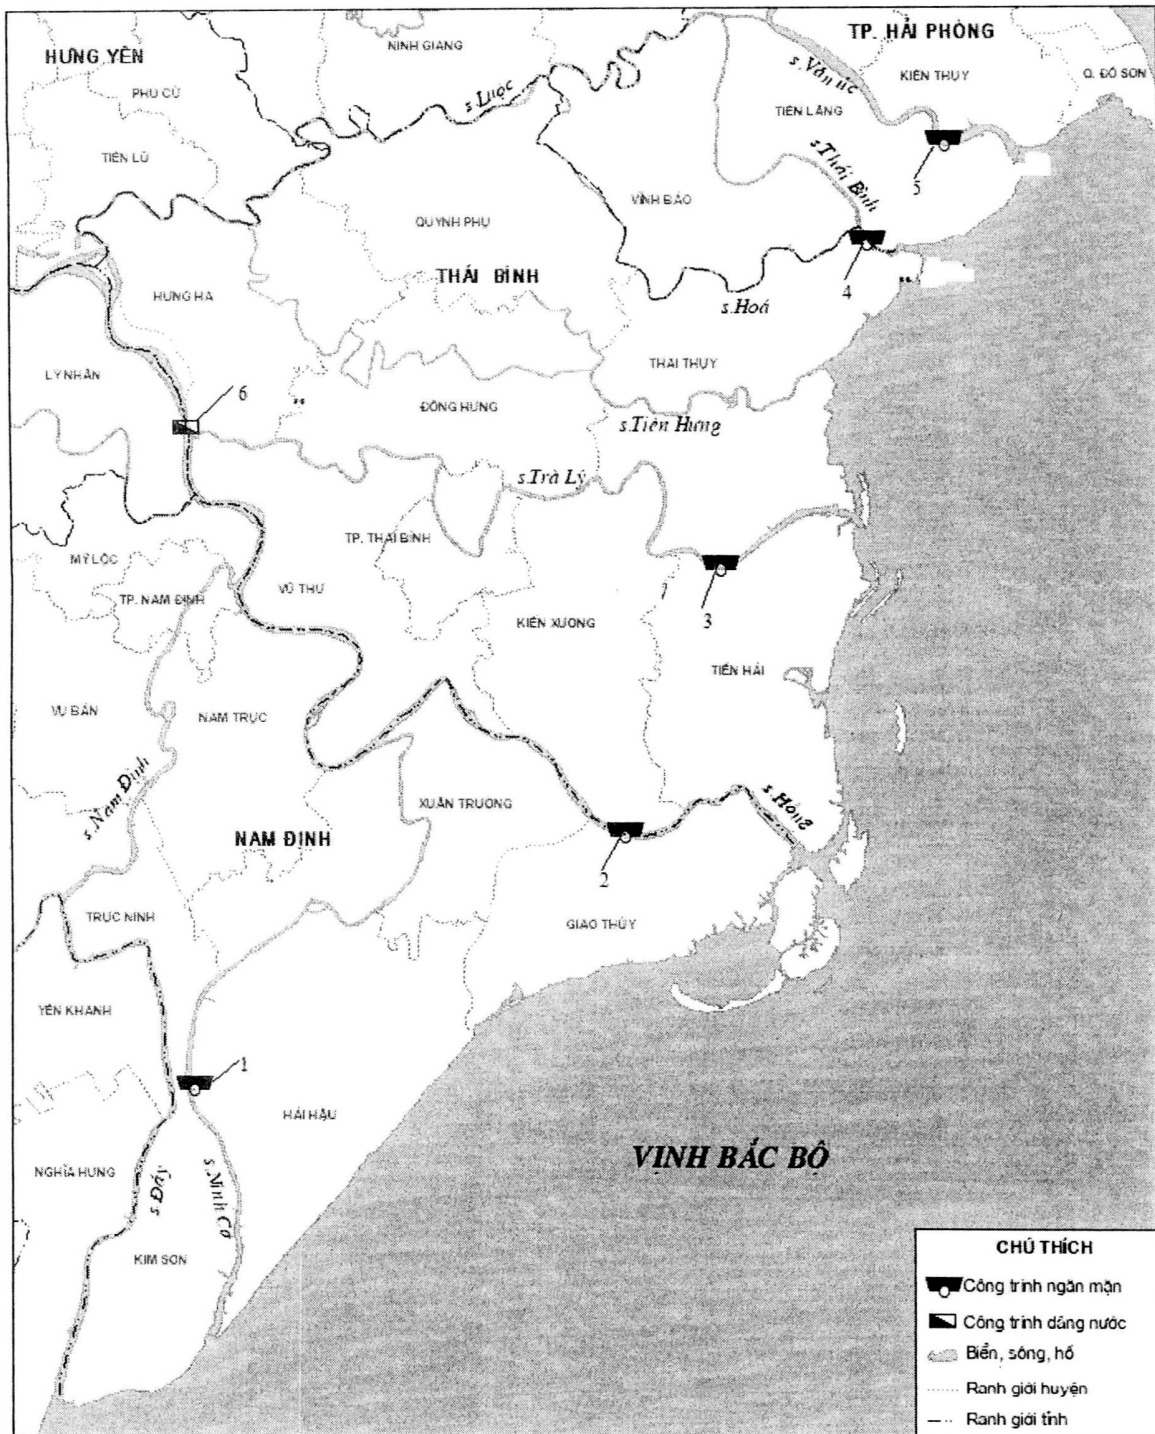 TP. HẢI PHÒNG
HƯNG YÊN
NINH GIANG
KIẾN THỤY
Q. ĐỒ SƠN
s.Văn úc
PHÙ CỪ
s.Luộc
TIÊN LÃNG
TIÊN LŨ
s.Thái Bình
5
VĨNH BẢO
QUỲNH PHỤ
THÁI BÌNH
4
HƯNG HÀ
s.Hoá
LÝ NHÂN
THÁI THỤY
6
ĐÔNG HƯNG
s.Tiên Hưng
s.Trà Lý
TP. THÁI BÌNH
MỸ LỘC
VŨ THƯ
TP. NAM ĐỊNH
KIẾN XƯƠNG
3
TIỀN HẢI
VỤ BẢN
NAM TRỰC
s.Nam Định
XUÂN TRƯỜNG
s.Hồng
NAM ĐỊNH
2
TRỰC NINH
GIAO THỦY
YÊN KHÁNH
1
HẢI HẬU
NGHĨA HƯNG
s.Đáy
s.Ninh Cơ
VỊNH BẮC BỘ
KIM SƠN
CHÚ THÍCH
Công trình ngăn mặn
Công trình dâng nước
Biển, sông, hồ
Ranh giới huyện
Ranh giới tỉnh